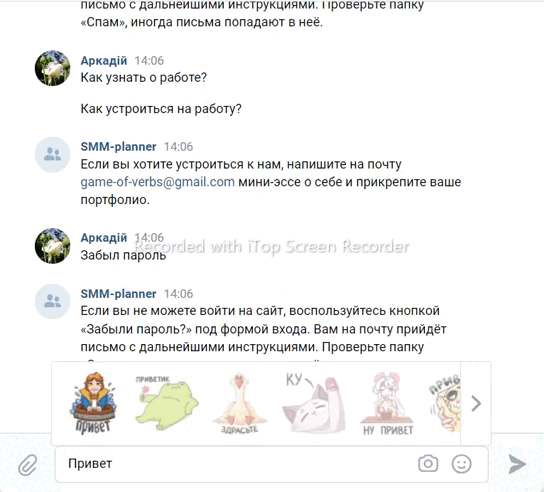 письмо с дальнейшими инструкциями. Проверьте папку
«Спам», иногда письма попадают в неё.
Аркадій 14:06
Как узнать о работе?
Как устроиться на работу?
SMM-planner 14:06
Если вы хотите устроиться к нам, напишите на почту
game-of-verbs@gmail.com мини-эссе о себе и прикрепите ваше
портфолио.
Аркадій 14:06
Recorded with iTop Screen Recorder
Забыл пароль
SMM-planner 14:06
Если вы не можете войти на сайт, воспользуйтесь кнопкой
«Забыли пароль?» под формой входа. Вам на почту прийдёт
письмо с дальнейшими инструкциями. Проверьте папку
ПРИВЕТ
ПРИВЕТИК
ЗДРАСЬТЕ
КУ
НУ ПРИВЕТ
Привет